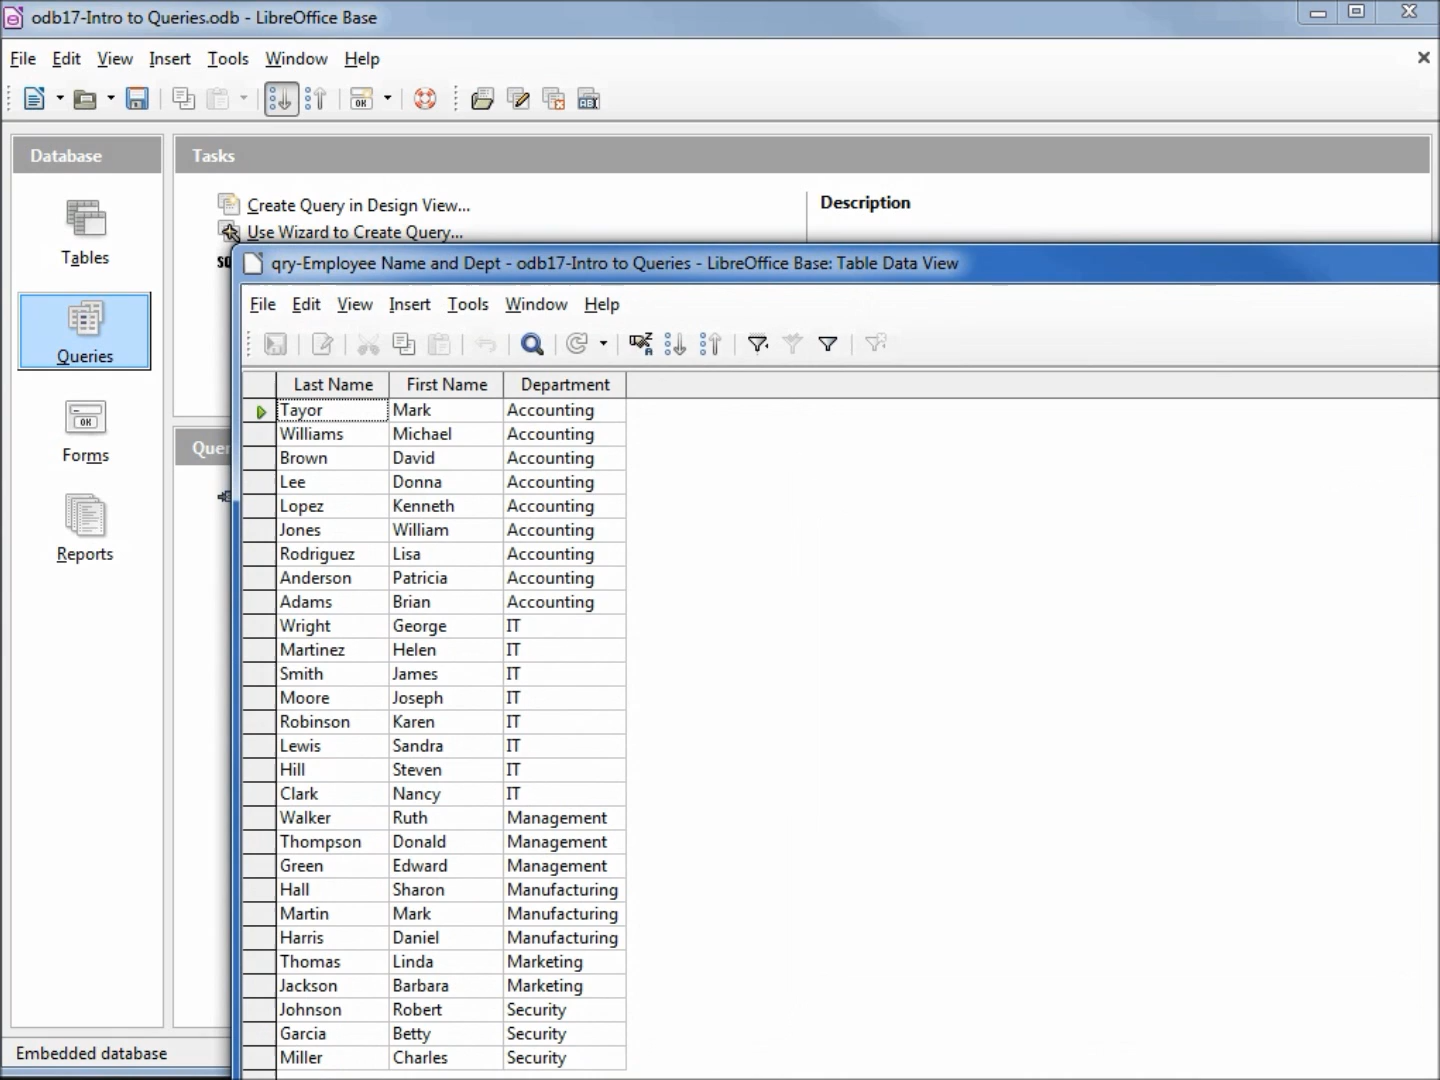 odb17-Intro to Queries.odb - LibreOffice Base
File Edit View Insert Tools Window Help
Database
Tasks
Tables
Queries
Forms
Reports
Create Query in Design View...
Use Wizard to Create Query...
Description
qry-Employee Name and Dept - odb17-Intro to Queries - LibreOffice Base: Table Data View
File Edit View Insert Tools Window Help
Last Name First Name Department
Tayor Mark Accounting
Williams Michael Accounting
Brown David Accounting
Lee Donna Accounting
Lopez Kenneth Accounting
Jones William Accounting
Rodriguez Lisa Accounting
Anderson Patricia Accounting
Adams Brian Accounting
Wright George IT
Martinez Helen IT
Smith James IT
Moore Joseph IT
Robinson Karen IT
Lewis Sandra IT
Hill Steven IT
Clark Nancy IT
Walker Ruth Management
Thompson Donald Management
Green Edward Management
Hall Sharon Manufacturing
Martin Mark Manufacturing
Harris Daniel Manufacturing
Thomas Linda Marketing
Jackson Barbara Marketing
Johnson Robert Security
Garcia Betty Security
Miller Charles Security
Embedded database